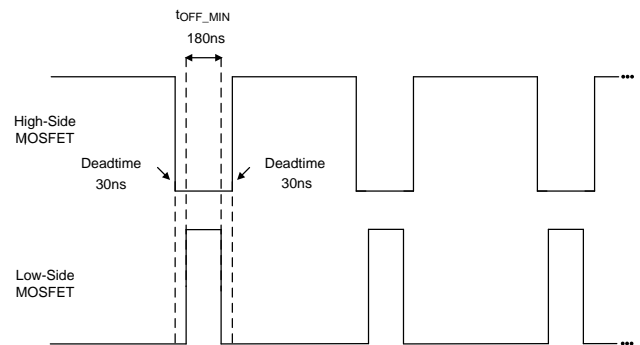 tOFF_MIN
180ns
High-Side
MOSFET
Deadtime
30ns
Deadtime
30ns
Low-Side
MOSFET